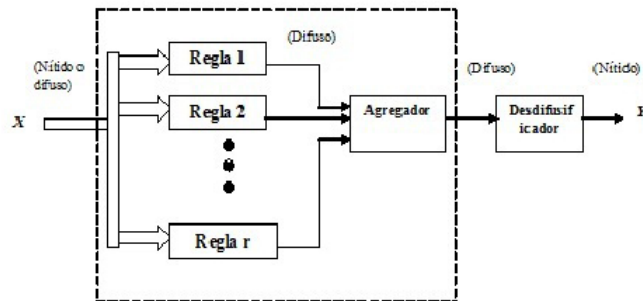 (Nítido o
difuso)
X
Regla 1
Regla 2
Regla r
(Difuso)
Agregador
(Difuso)
Desdifusif
icador
(Nítido)